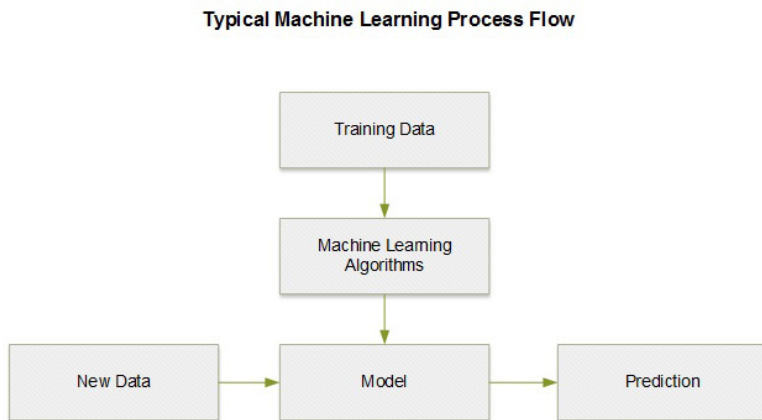 Typical Machine Learning Process Flow
Training Data
Machine Learning
Algorithms
New Data
Model
Prediction